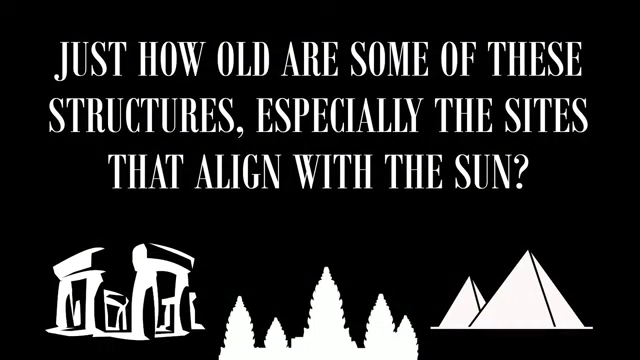 JUST HOW OLD ARE SOME OF THESE
STRUCTURES, ESPECIALLY THE SITES
THAT ALIGN WITH THE SUN?